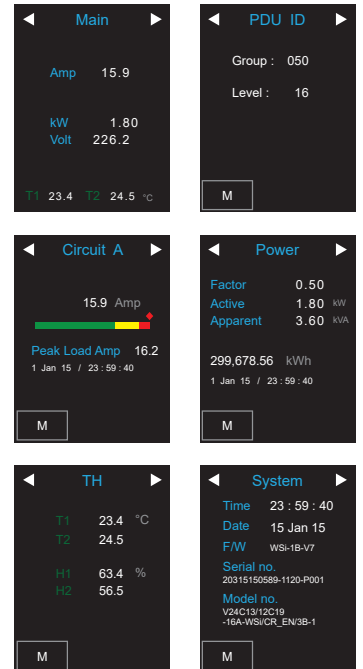 Main
Amp 15.9
kW 1.80
Volt 226.2
T1 23.4 T2 24.5 °C
PDU ID
Group : 050
Level : 16
M
Circuit A
15.9 Amp
Peak Load Amp 16.2
1 Jan 15 / 23 : 59 : 40
M
Power
Factor 0.50
Active 1.80 kW
Apparent 3.60 kVA
299,678.56 kWh
1 Jan 15 / 23 : 59 : 40
M
TH
T1 23.4 °C
T2 24.5
H1 63.4 %
H2 56.5
M
System
Time 23 : 59 : 40
Date 15 Jan 15
F/W WSi-1B-V7
Serial no.
20315150589-1120-P001
Model no.
V24C13/12C19
-16A-WSi/CR_EN/3B-1
M